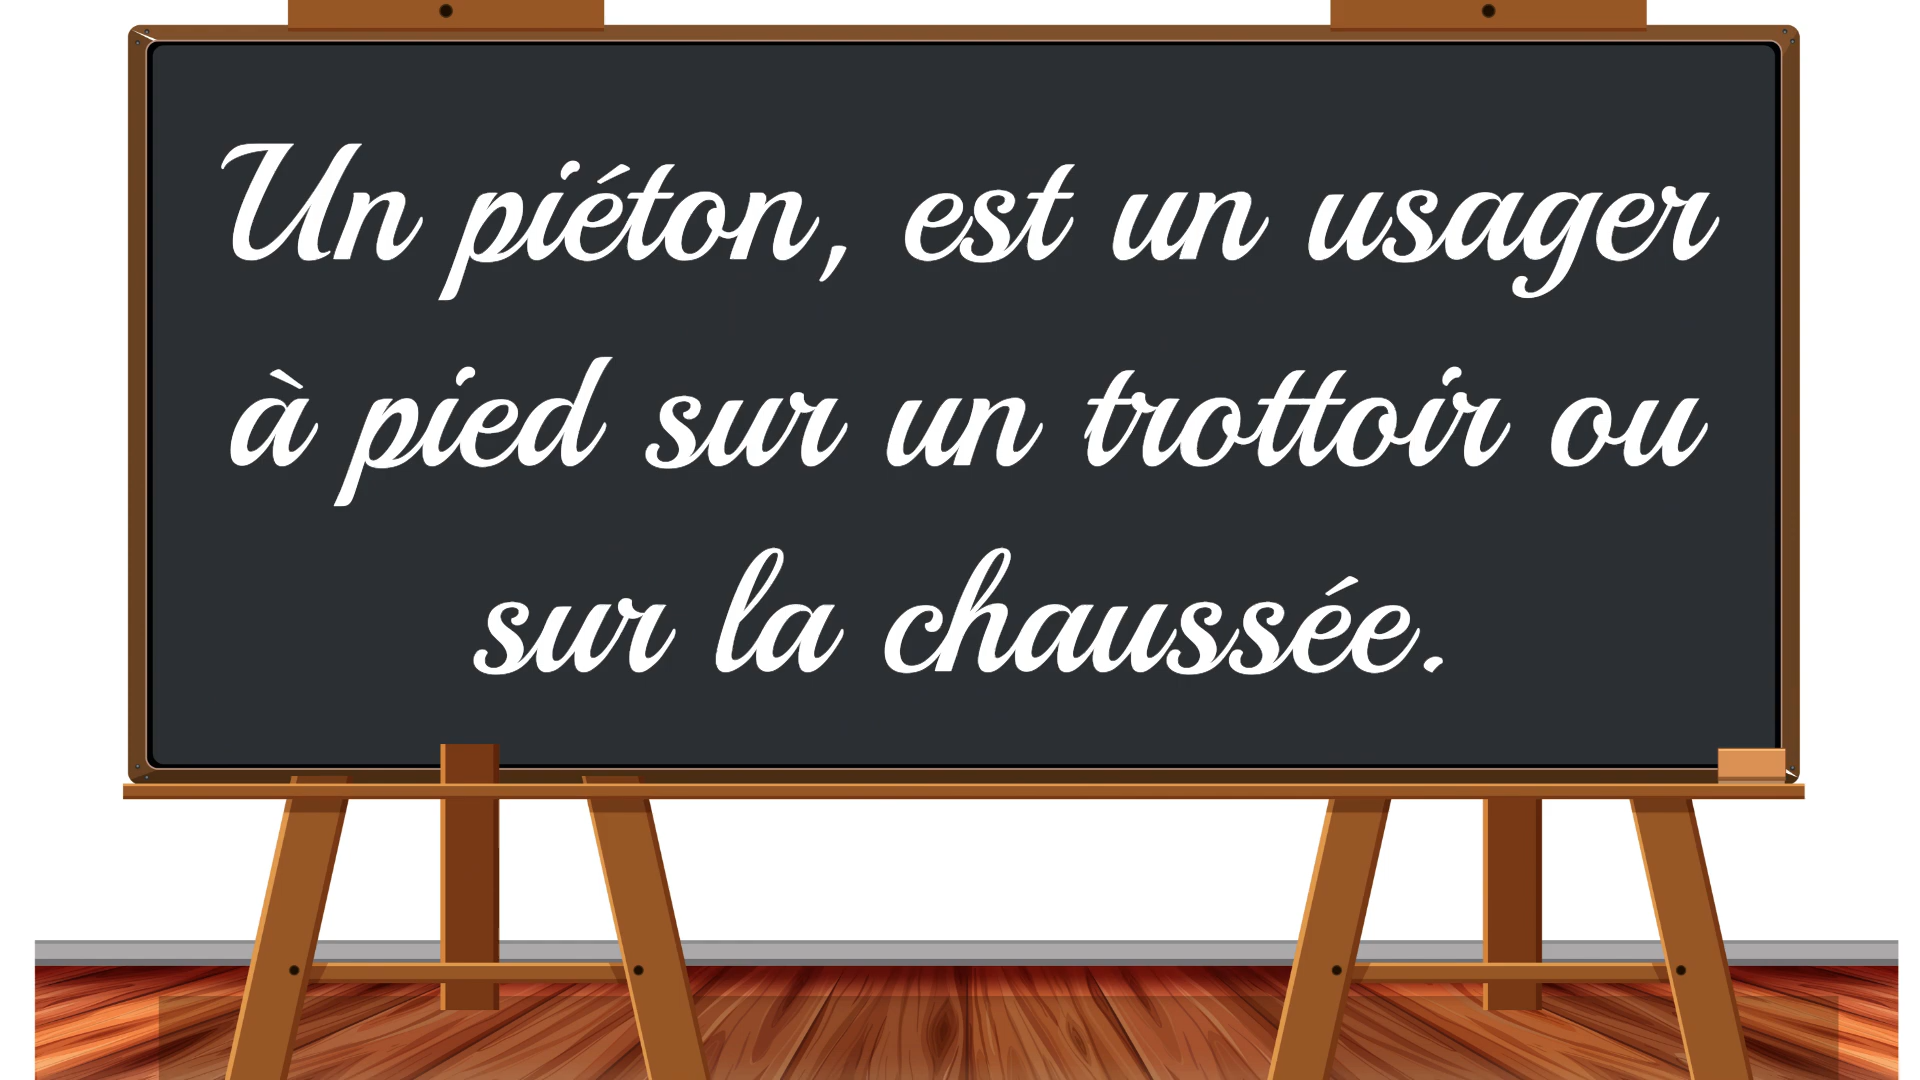 Un piéton, est un usager
à pied sur un trottoir ou
sur la chaussée.